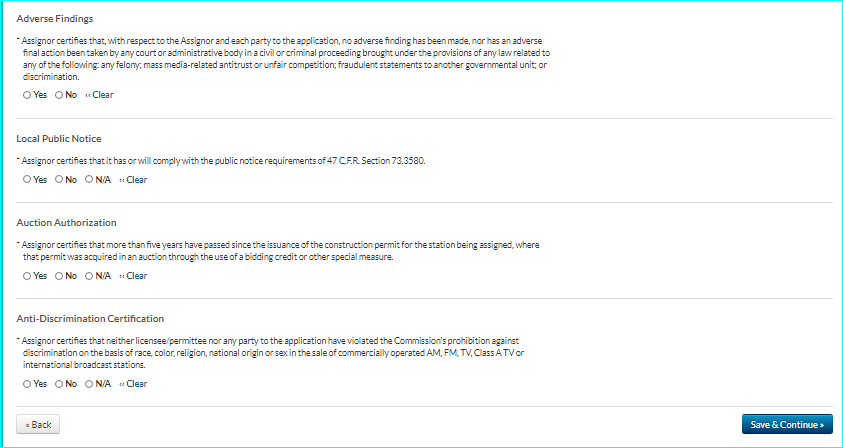 Adverse Findings
* Assignor certifies that, with respect to the Assignor and each party to the application, no adverse finding has been made, nor has an adverse
final action been taken by any court or administrative body in a civil or criminal proceeding brought under the provisions of any law related to
any of the following: any felony; mass media-related antitrust or unfair competition; fraudulent statements to another governmental unit; or
discrimination.
Yes No ‹‹ Clear
Local Public Notice
* Assignor certifies that it has or will comply with the public notice requirements of 47 C.F.R. Section 73.3580.
Yes No N/A ‹‹ Clear
Auction Authorization
* Assignor certifies that more than five years have passed since the issuance of the construction permit for the station being assigned, where
that permit was acquired in an auction through the use of a bidding credit or other special measure.
Yes No N/A ‹‹ Clear
Anti-Discrimination Certification
* Assignor certifies that neither licensee/permittee nor any party to the application have violated the Commission's prohibition against
discrimination on the basis of race, color, religion, national origin or sex in the sale of commercially operated AM, FM, TV, Class A TV or
international broadcast stations.
Yes No N/A ‹‹ Clear
« Back Save & Continue »